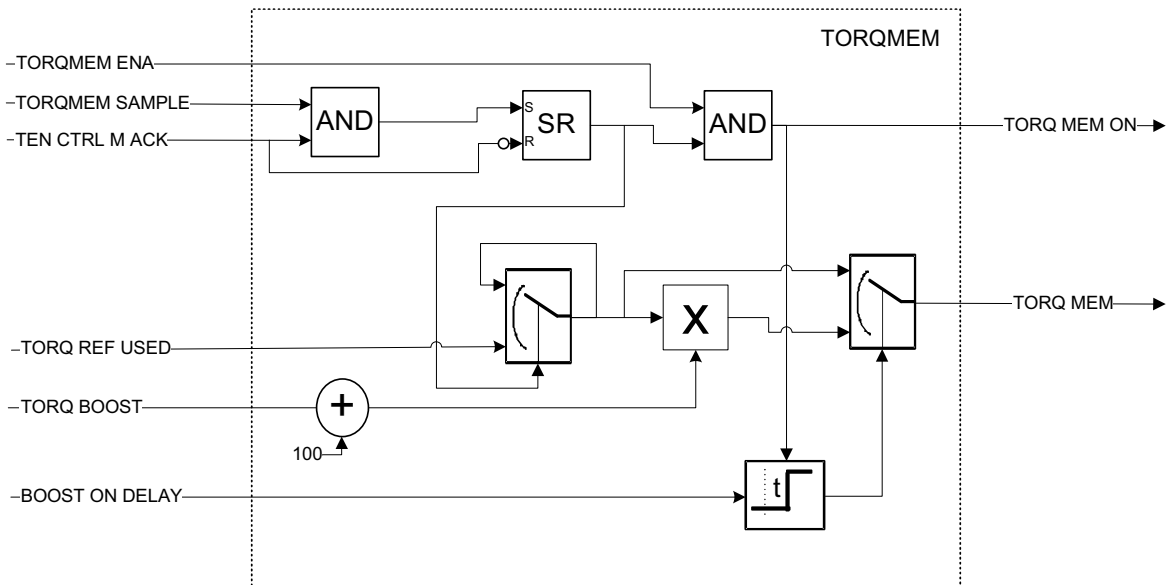 TORQMEM
TORQMEM ENA
TORQMEM SAMPLE
TEN CTRL M ACK
AND
S
R
SR
AND
TORQ MEM ON
TORQ MEM
TORQ REF USED
X
TORQ BOOST
+
100
BOOST ON DELAY
t